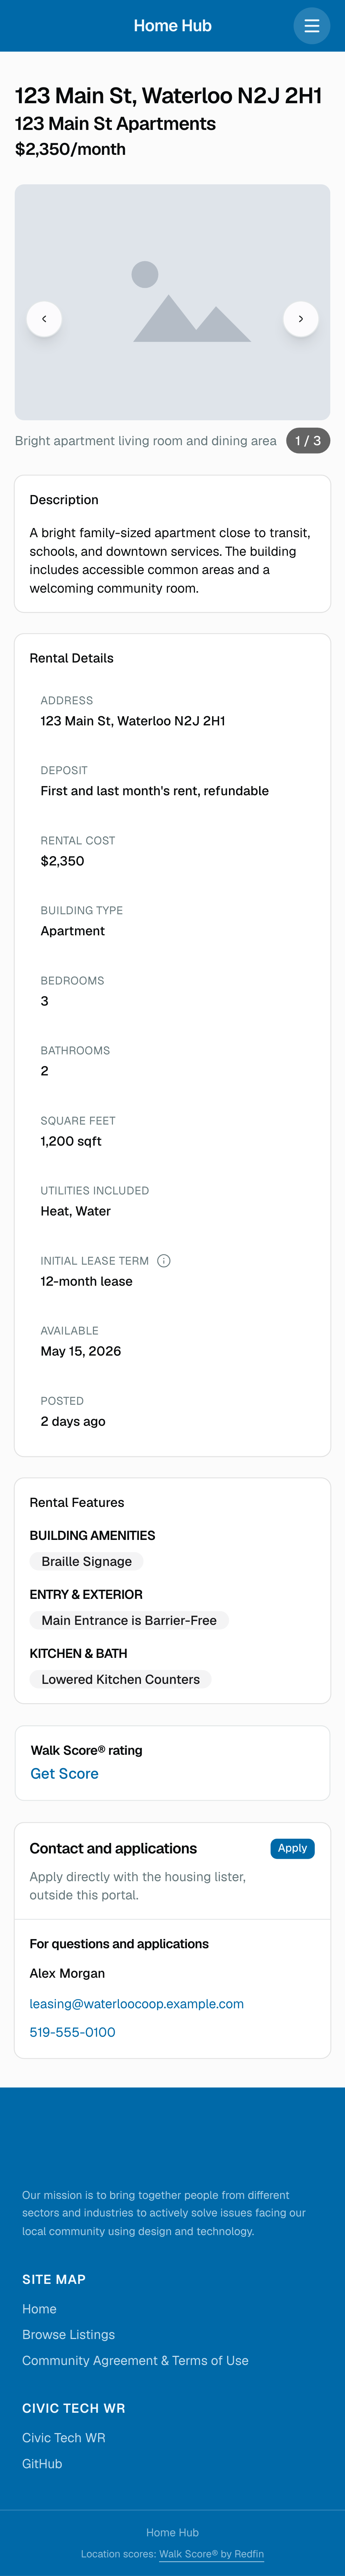 Home Hub
123 Main St, Waterloo N2J 2H1
123 Main St Apartments
$2,350/month
Bright apartment living room and dining area
1 / 3
Description
A bright family-sized apartment close to transit,
schools, and downtown services. The building
includes accessible common areas and a
welcoming community room.
Rental Details
ADDRESS
123 Main St, Waterloo N2J 2H1
DEPOSIT
First and last month's rent, refundable
RENTAL COST
$2,350
BUILDING TYPE
Apartment
BEDROOMS
3
BATHROOMS
2
SQUARE FEET
1,200 sqft
UTILITIES INCLUDED
Heat, Water
INITIAL LEASE TERM
12-month lease
AVAILABLE
May 15, 2026
POSTED
2 days ago
Rental Features
BUILDING AMENITIES
Braille Signage
ENTRY & EXTERIOR
Main Entrance is Barrier-Free
KITCHEN & BATH
Lowered Kitchen Counters
Walk Score® rating
Get Score
Contact and applications
Apply
Apply directly with the housing lister,
outside this portal.
For questions and applications
Alex Morgan
leasing@waterloocoop.example.com
519-555-0100
Our mission is to bring together people from different
sectors and industries to actively solve issues facing our
local community using design and technology.
SITE MAP
Home
Browse Listings
Community Agreement & Terms of Use
CIVIC TECH WR
Civic Tech WR
GitHub
Home Hub
Location scores: Walk Score® by Redfin